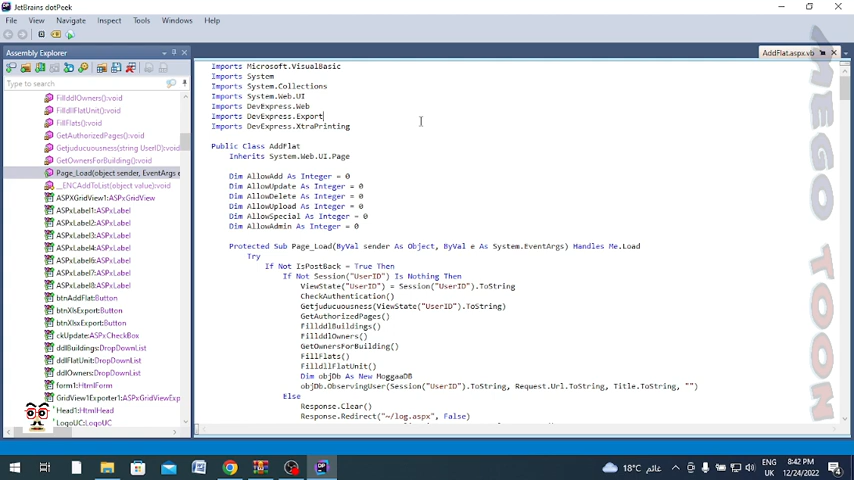 JetBrains dotPeek
File View Navigate Export Inspect Tools Windows Help
Assembly Explorer
AddFlat.aspx.vb
Type to search
FillddlOwners():void
FillddlFlatUnit():void
FillFlats():void
GetAuthorizedPages():void
GetOwnersForBuilding():void
Page_Load(object sender, EventArgs e
__ENCAddToList(object value):void
ASPXGridView1:ASPxGridView
ASPxLabel1:ASPxLabel
ASPxLabel2:ASPxLabel
ASPxLabel3:ASPxLabel
ASPxLabel4:ASPxLabel
ASPxLabel6:ASPxLabel
ASPxLabel7:ASPxLabel
ASPxLabel8:ASPxLabel
btnAddFlat:Button
btnXlsExport:Button
btnXlsxExport:Button
ckUpdate:ASPxCheckBox
ddlBuildings:DropDownList
ddlFlatUnit:DropDownList
ddlOwners:DropDownList
form1:HtmlForm
GridView1Exporter1:ASPxGridViewExp
Head1:HtmlHead
LogoUC:LogoUC
Imports Microsoft.VisualBasic
Imports System
Imports System.Collections
Imports System.Web.UI
Imports DevExpress.Web
Imports DevExpress.Export
Imports DevExpress.XtraPrinting
Public Class AddFlat
Inherits System.Web.UI.Page
Dim AllowAdd As Integer = 0
Dim AllowUpdate As Integer = 0
Dim AllowDelete As Integer = 0
Dim AllowUpload As Integer = 0
Dim AllowSpecial As Integer = 0
Dim AllowAdmin As Integer = 0
Protected Sub Page_Load(ByVal sender As Object, ByVal e As System.EventArgs) Handles Me.Load
Try
If Not IsPostBack = True Then
If Not Session("UserID") Is Nothing Then
ViewState("UserID") = Session("UserID").ToString
CheckAuthentication()
Getjuducuousness(ViewState("UserID").ToString)
GetAuthorizedPages()
FillddlBuildings()
FillddlOwners()
GetOwnersForBuilding()
FillFlats()
FillddlFlatUnit()
Dim objDb As New MoggaaDB
objDb.ObservingUser(Session("UserID").ToString, Request.Url.ToString, Title.ToString, "")
Else
Response.Clear()
Response.Redirect("~/log.aspx", False)
MEGO TOON
18°C غائم
ENG
UK
8:42 PM
12/24/2022
4